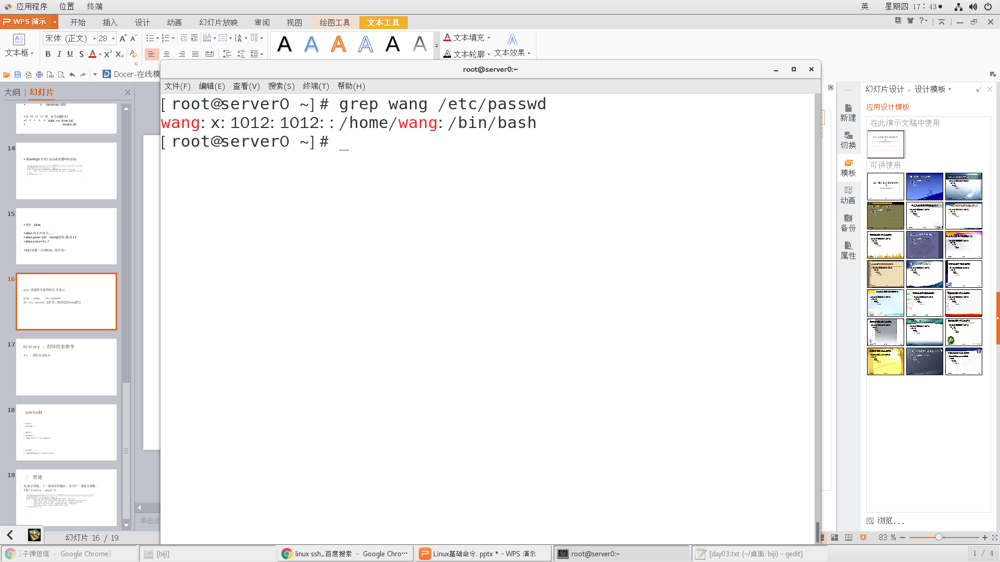 应用程序 位置 终端 英 星期四 17:43
WPS 演示 开始 插入 设计 动画 幻灯片放映 审阅 视图 绘图工具 文本工具
宋体 (正文) 28
文本框 B I U S A X² X₂
A A A A A A
文本填充
文本轮廓 文本效果
Docer-在线模
root@server0:~
文件(F) 编辑(E) 查看(V) 搜索(S) 终端(T) 帮助(H)
[root@server0 ~]# grep wang /etc/passwd
wang:x:1012:1012::/home/wang:/bin/bash
[root@server0 ~]# _
大纲 幻灯片
(remove)
分 时 日 月 周
* * * * * date >> time.txt
/root/c.sh
14
ifconfig命令用于显示或设置网络设备.
15
别名 alias
alias 别名='命令......'
alias gos='ssh root@172.25.0.11'
alias xxxx='ls -l'
临时设置 (关闭终端, 则失效)
16
grep 查找符合条件的行,并显示
grep wang /etc/passwd
从 /etc/passwd 文件里, 找到包含wang的行
17
history : 打印历史命令
-c : 清空历史命令
18
useradd
19
| 管道
| 表示管道, 上一条命令的输出, 作为下一条命令参数,
如 ifconfig | head -5
单击此
幻灯片 16 / 19
新建
切换
模板
动画
备份
属性
幻灯片设计 - 设计模板
应用设计模板
在此演示文稿中使用
可供使用
浏览...
83 %
[子弹短信 - Google Chrome]
[biji]
linux ssh_百度搜索 - Google Chro···
Linux基础命令. pptx * - WPS 演示
root@server0:~
[day03.txt (~/桌面/biji) - gedit]
1 / 4